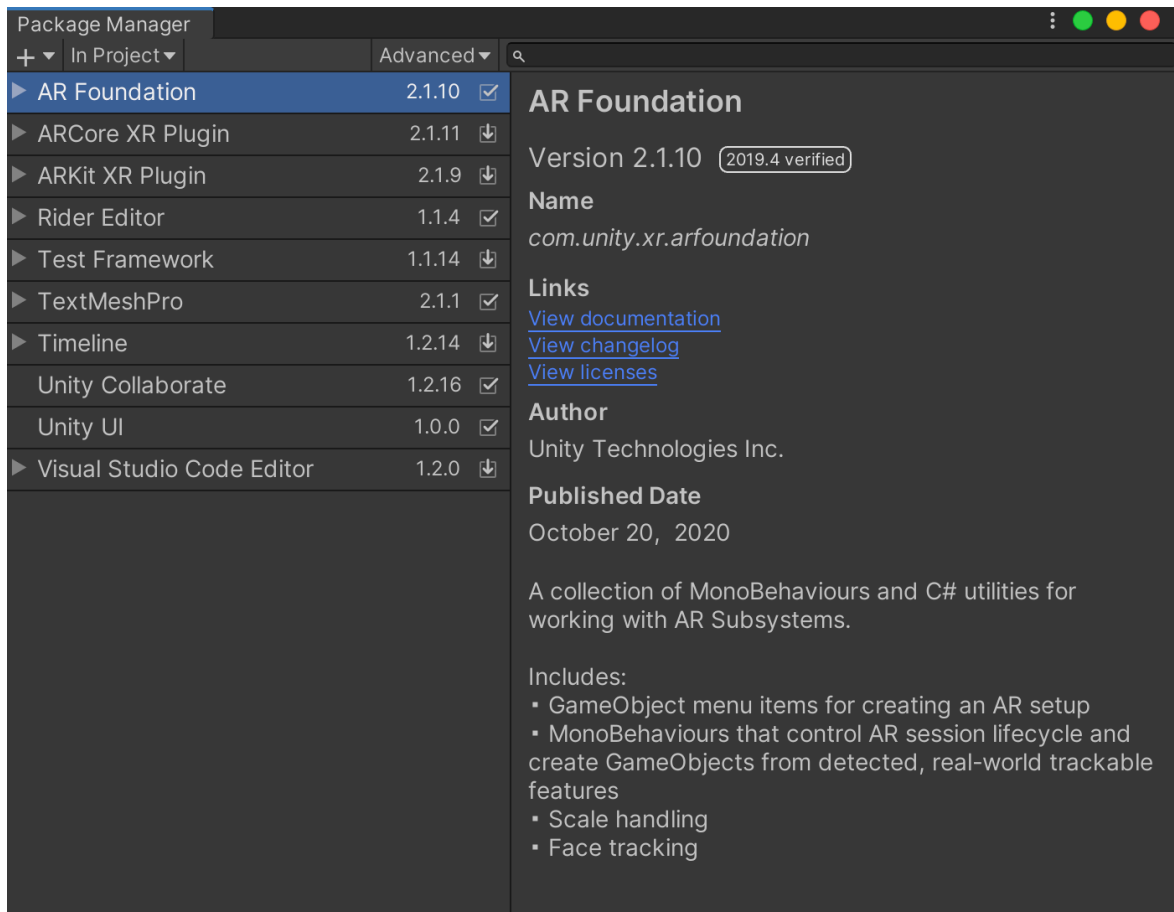 Package Manager
In Project
Advanced
AR Foundation 2.1.10
ARCore XR Plugin 2.1.11
ARKit XR Plugin 2.1.9
Rider Editor 1.1.4
Test Framework 1.1.14
TextMeshPro 2.1.1
Timeline 1.2.14
Unity Collaborate 1.2.16
Unity UI 1.0.0
Visual Studio Code Editor 1.2.0
AR Foundation
Version 2.1.10 2019.4 verified
Name
com.unity.xr.arfoundation
Links
View documentation
View changelog
View licenses
Author
Unity Technologies Inc.
Published Date
October 20, 2020
A collection of MonoBehaviours and C# utilities for
working with AR Subsystems.
Includes:
▪ GameObject menu items for creating an AR setup
▪ MonoBehaviours that control AR session lifecycle and
create GameObjects from detected, real-world trackable
features
▪ Scale handling
▪ Face tracking